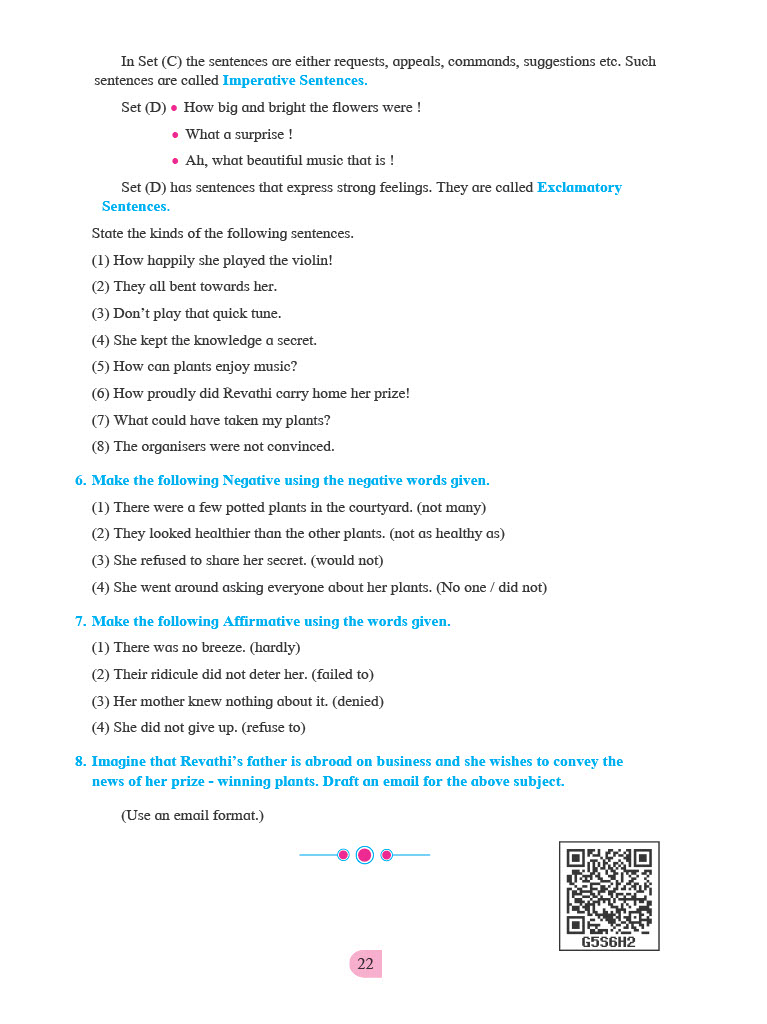 In Set (C) the sentences are either requests, appeals, commands, suggestions etc. Such
sentences are called Imperative Sentences.
Set (D) • How big and bright the flowers were !
• What a surprise !
• Ah, what beautiful music that is !
Set (D) has sentences that express strong feelings. They are called Exclamatory
Sentences.
State the kinds of the following sentences.
(1) How happily she played the violin!
(2) They all bent towards her.
(3) Don't play that quick tune.
(4) She kept the knowledge a secret.
(5) How can plants enjoy music?
(6) How proudly did Revathi carry home her prize!
(7) What could have taken my plants?
(8) The organisers were not convinced.
6. Make the following Negative using the negative words given.
(1) There were a few potted plants in the courtyard. (not many)
(2) They looked healthier than the other plants. (not as healthy as)
(3) She refused to share her secret. (would not)
(4) She went around asking everyone about her plants. (No one / did not)
7. Make the following Affirmative using the words given.
(1) There was no breeze. (hardly)
(2) Their ridicule did not deter her. (failed to)
(3) Her mother knew nothing about it. (denied)
(4) She did not give up. (refuse to)
8. Imagine that Revathi's father is abroad on business and she wishes to convey the
news of her prize - winning plants. Draft an email for the above subject.
(Use an email format.)
G5S6H2
22